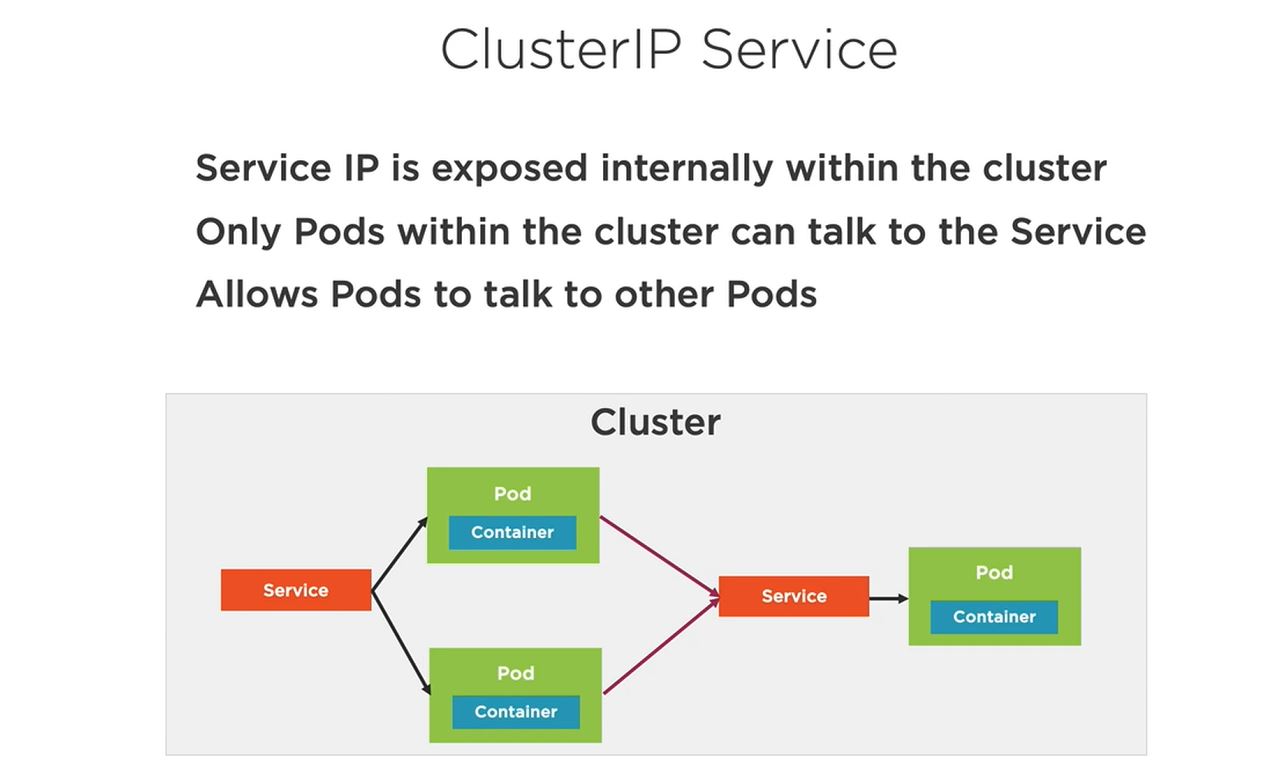 ClusterIP Service
Service IP is exposed internally within the cluster
Only Pods within the cluster can talk to the Service
Allows Pods to talk to other Pods
Cluster
Pod
Container
Service
Pod
Container
Service
Pod
Container